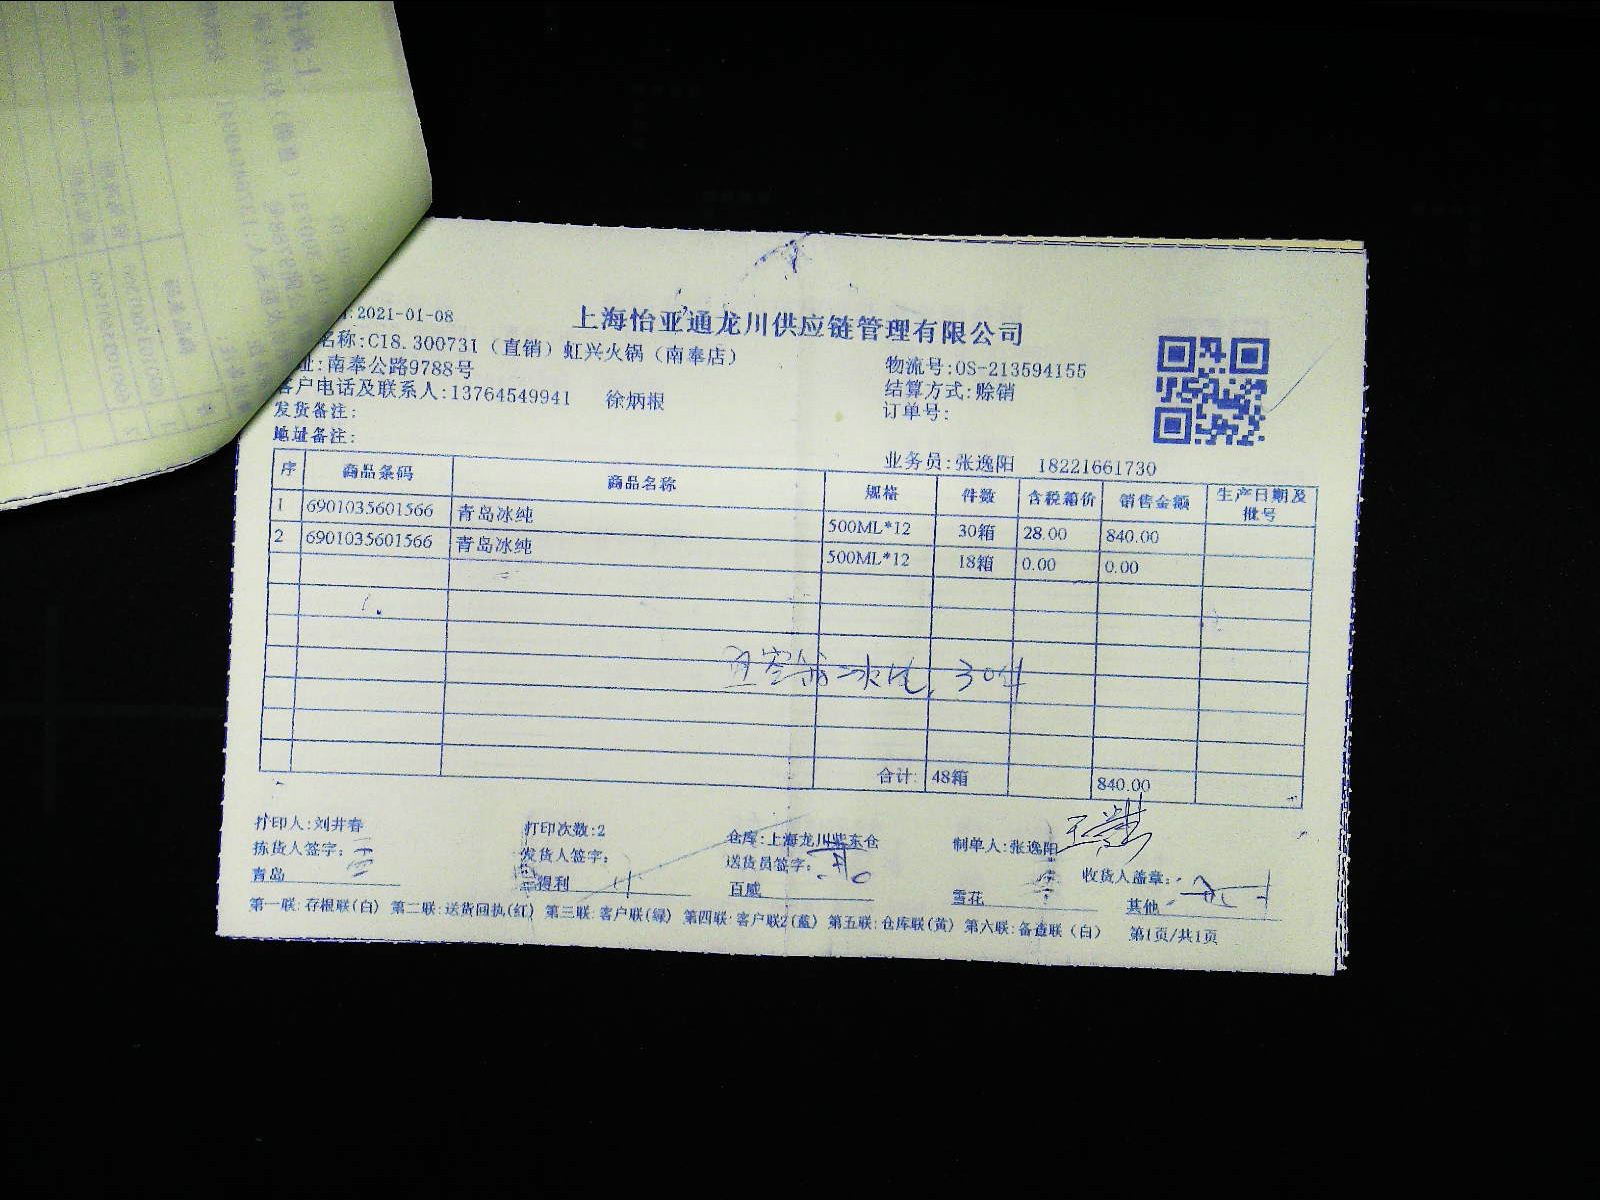 2021-01-08
上海怡亚通龙川供应链管理有限公司
名称:C18.300731（直销）虹兴火锅（南奉店）
物流号:OS-213594155
址:南奉公路9788号
结算方式:赊销
客户电话及联系人:13764549941 徐炳根
订单号:
发货备注:
地址备注:
业务员:张逸阳 18221661730
序 商品条码 商品名称 规格 件数 含税箱价 销售金额 生产日期及批号
1 6901035601566 青岛冰纯 500ML*12 30箱 28.00 840.00
2 6901035601566 青岛冰纯 500ML*12 18箱 0.00 0.00
30件
合计: 48箱 840.00
打印人:刘井春 打印次数:2 仓库:上海龙川紫东仓 制单人:张逸阳
拣货人签字: 发货人签字: 送货员签字: 收货人盖章:
青岛 得利 百威 雪花 其他
第一联:存根联(白) 第二联:送货回执(红) 第三联:客户联(绿) 第四联:客户联2(蓝) 第五联:仓库联(黄) 第六联:备查联（白） 第1页/共1页